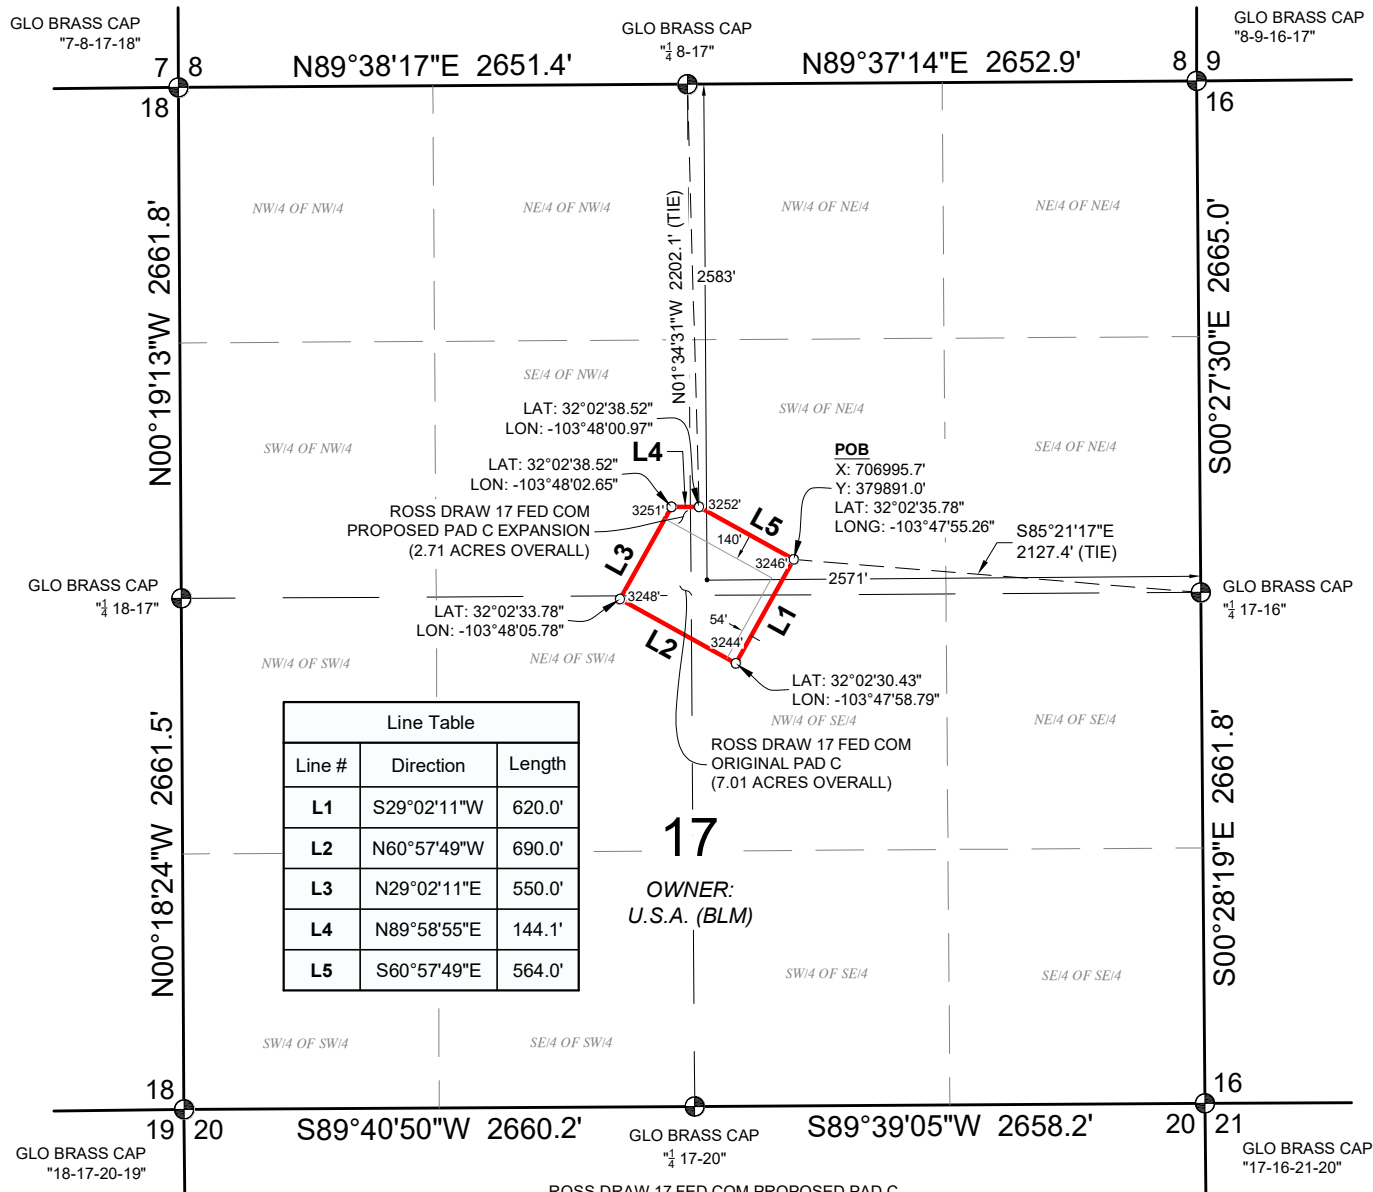 GLO BRASS CAP
"7-8-17-18"
GLO BRASS CAP
"1/4 8-17"
GLO BRASS CAP
"8-9-16-17"
7 8
18
N89°38'17"E 2651.4'
N89°37'14"E 2652.9'
8 9
16
N00°19'13"W 2661.8'
N01°34'31"W 2202.1' (TIE)
2583'
S00°27'30"E 2665.0'
NW/4 OF NW/4
NE/4 OF NW/4
NW/4 OF NE/4
NE/4 OF NE/4
SE/4 OF NW/4
SW/4 OF NE/4
SW/4 OF NW/4
SE/4 OF NE/4
LAT: 32°02'38.52"
LON: -103°48'00.97"
L4
LAT: 32°02'38.52"
LON: -103°48'02.65"
POB
X: 706995.7'
Y: 379891.0'
LAT: 32°02'35.78"
LONG: -103°47'55.26"
ROSS DRAW 17 FED COM
PROPOSED PAD C EXPANSION
(2.71 ACRES OVERALL)
3251'
3252'
L5
140'
3246'
S85°21'17"E
2127.4' (TIE)
L3
2571'
GLO BRASS CAP
"1/4 18-17"
GLO BRASS CAP
"1/4 17-16"
3248'
LAT: 32°02'33.78"
LON: -103°48'05.78"
54'
L1
L2
3244'
NW/4 OF SW/4
NE/4 OF SW/4
LAT: 32°02'30.43"
LON: -103°47'58.79"
NW/4 OF SE/4
NE/4 OF SE/4
ROSS DRAW 17 FED COM
ORIGINAL PAD C
(7.01 ACRES OVERALL)
N00°18'24"W 2661.5'
S00°28'19"E 2661.8'
Line Table
Line # Direction Length
L1 S29°02'11"W 620.0'
L2 N60°57'49"W 690.0'
L3 N29°02'11"E 550.0'
L4 N89°58'55"E 144.1'
L5 S60°57'49"E 564.0'
17
OWNER:
U.S.A. (BLM)
SW/4 OF SE/4
SE/4 OF SE/4
SW/4 OF SW/4
SE/4 OF SW/4
18
19 20
S89°40'50"W 2660.2'
S89°39'05"W 2658.2'
16
20 21
GLO BRASS CAP
"18-17-20-19"
GLO BRASS CAP
"1/4 17-20"
GLO BRASS CAP
"17-16-21-20"
ROSS DRAW 17 FED COM PROPOSED PAD C